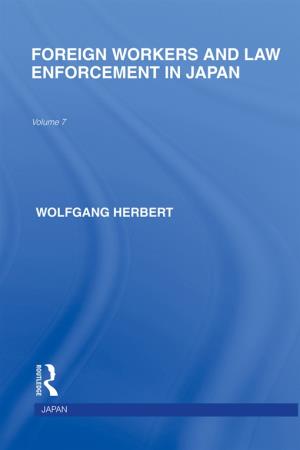 FOREIGN WORKERS AND LAW
ENFORCEMENT IN JAPAN
Volume 7
WOLFGANG HERBERT
ROUTLEDGE
JAPAN